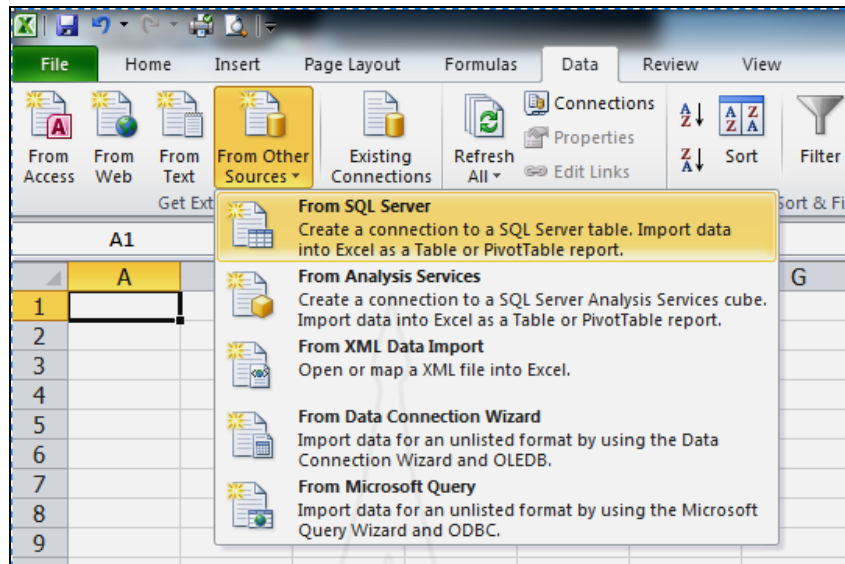 File Home Insert Page Layout Formulas Data Review View
From Access
From Web
From Text
From Other Sources
Existing Connections
Refresh All
Connections
Properties
Edit Links
A Z
Z A
A Z
Z A
Sort
Filter
Get Ext
Sort & Fi
From SQL Server
Create a connection to a SQL Server table. Import data
into Excel as a Table or PivotTable report.
From Analysis Services
Create a connection to a SQL Server Analysis Services cube.
Import data into Excel as a Table or PivotTable report.
From XML Data Import
Open or map a XML file into Excel.
From Data Connection Wizard
Import data for an unlisted format by using the Data
Connection Wizard and OLEDB.
From Microsoft Query
Import data for an unlisted format by using the Microsoft
Query Wizard and ODBC.
A1
A G
1
2
3
4
5
6
7
8
9